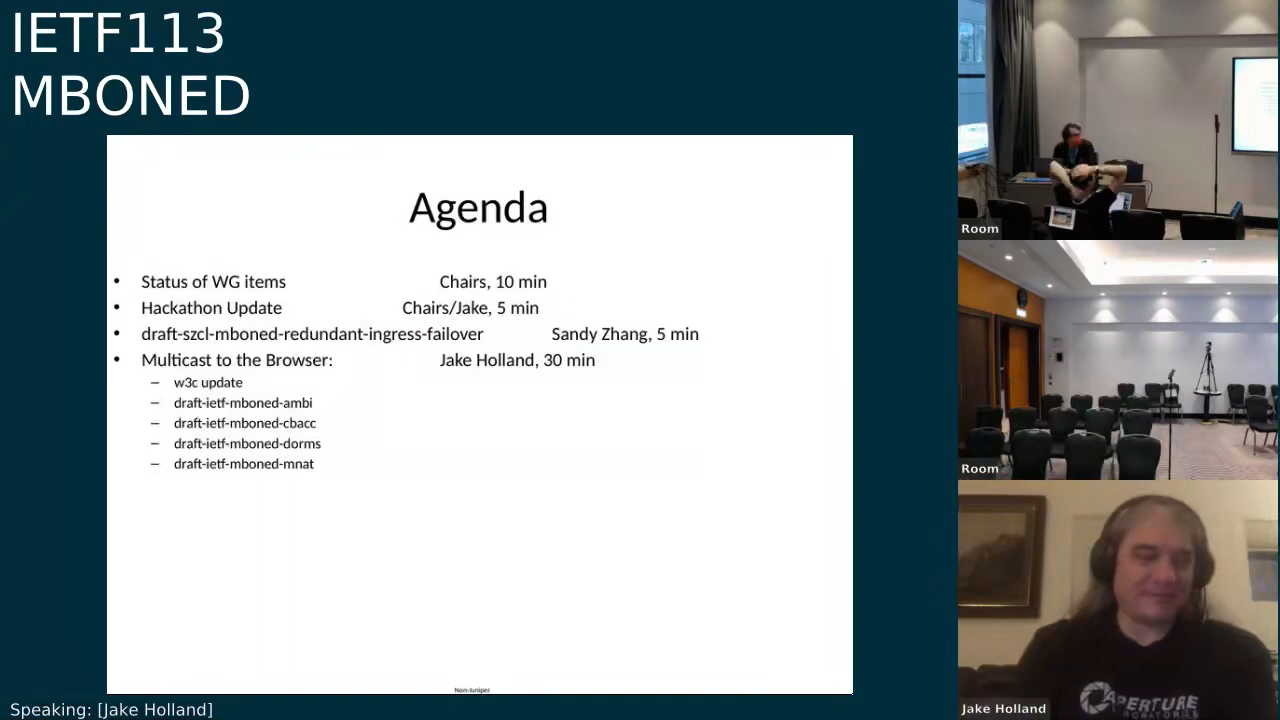 IETF113
MBONED
Agenda
• Status of WG items Chairs, 10 min
• Hackathon Update Chairs/Jake, 5 min
• draft-szcl-mboned-redundant-ingress-failover Sandy Zhang, 5 min
• Multicast to the Browser: Jake Holland, 30 min
– w3c update
– draft-ietf-mboned-ambi
– draft-ietf-mboned-cbacc
– draft-ietf-mboned-dorms
– draft-ietf-mboned-mnat
Non-Juniper
Speaking: [Jake Holland]
Room
Room
APERTURE
LABORATORIES
Jake Holland